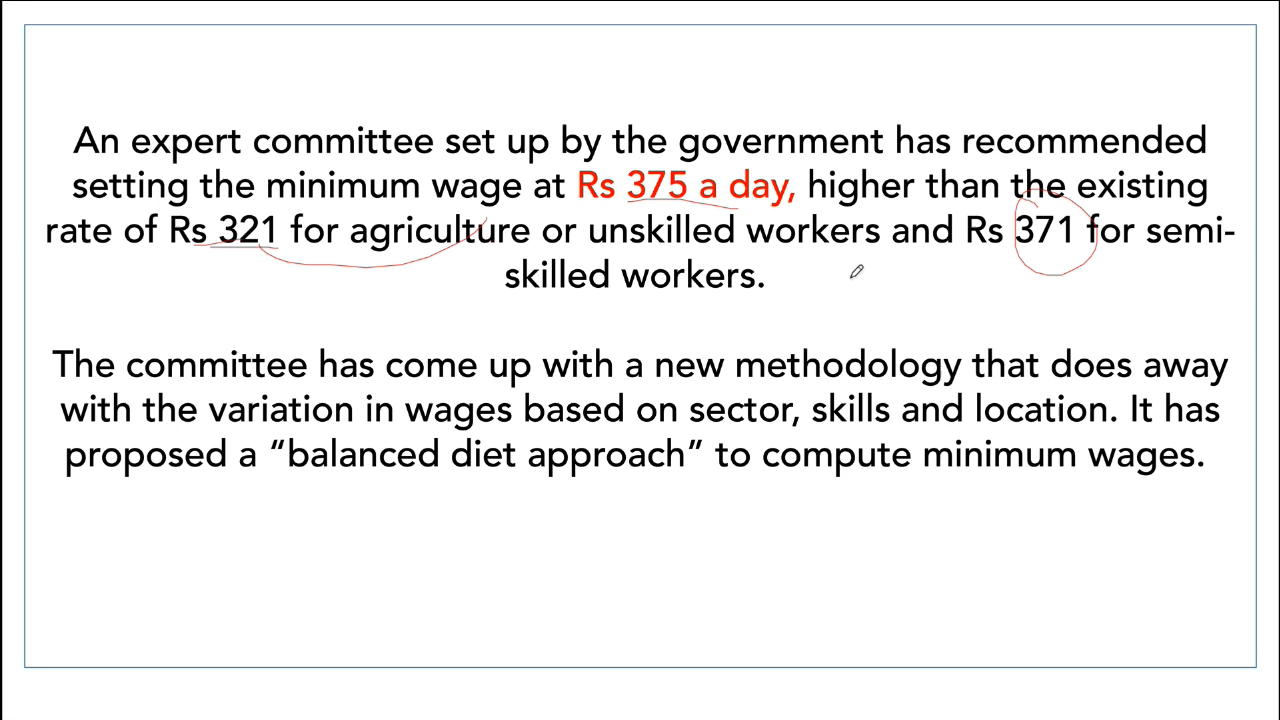 An expert committee set up by the government has recommended
setting the minimum wage at Rs 375 a day, higher than the existing
rate of Rs 321 for agriculture or unskilled workers and Rs 371 for semi-
skilled workers.
The committee has come up with a new methodology that does away
with the variation in wages based on sector, skills and location. It has
proposed a “balanced diet approach” to compute minimum wages.